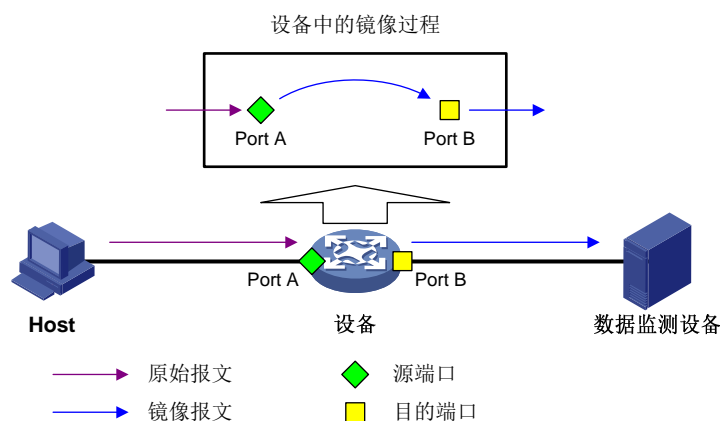 设备中的镜像过程
Port A
Port B
Port A
Port B
Host
设备
数据监测设备
原始报文
源端口
镜像报文
目的端口